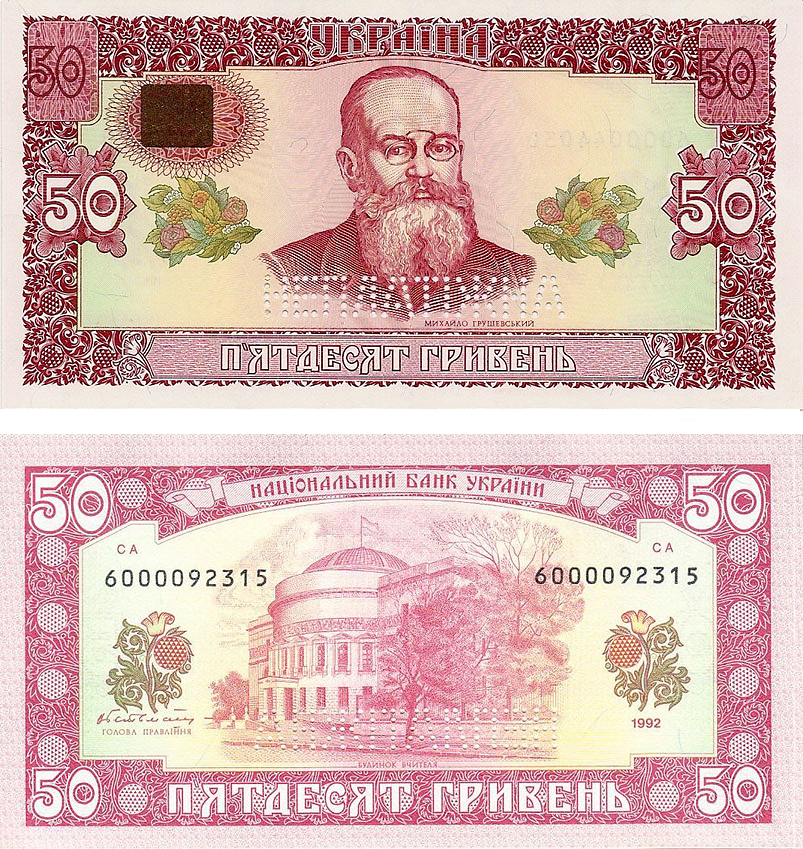 УКРАЇНА
50 50
50 50
МИХАЙЛО ГРУШЕВСЬКИЙ
П'ЯТДЕСЯТ ГРИВЕНЬ
НАЦІОНАЛЬНИЙ БАНК УКРАЇНИ
50 50
СА СА
6000092315 6000092315
ГОЛОВА ПРАВЛІННЯ
1992
БУДИНОК ВЧИТЕЛЯ
50 50
П'ЯТДЕСЯТ ГРИВЕНЬ